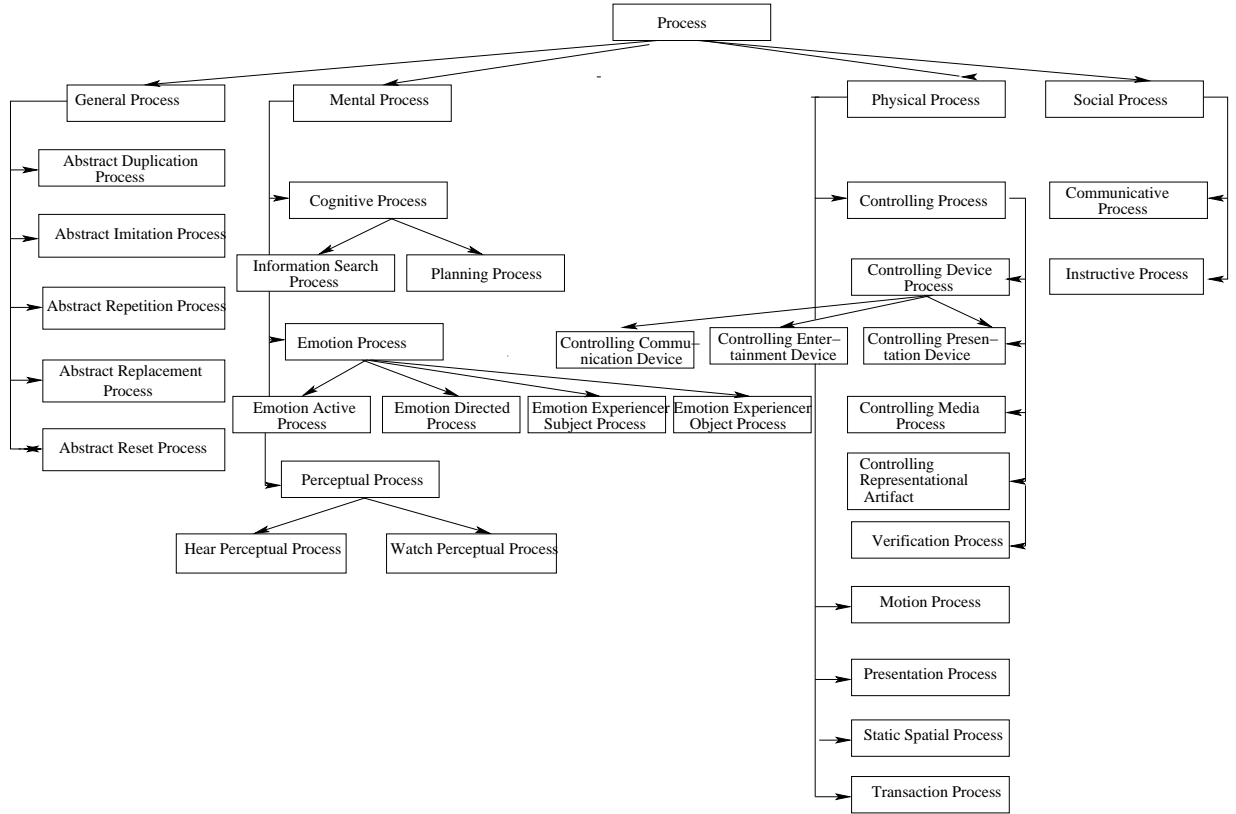 Process
General Process
Mental Process
Physical Process
Social Process
Abstract Duplication
Process
Abstract Imitation Process
Abstract Repetition Process
Abstract Replacement
Process
Abstract Reset Process
Cognitive Process
Information Search
Process
Planning Process
Emotion Process
Emotion Active
Process
Emotion Directed
Process
Emotion Experiencer
Subject Process
Emotion Experiencer
Object Process
Perceptual Process
Hear Perceptual Process
Watch Perceptual Process
Controlling Process
Controlling Device
Process
Controlling Commu–
nication Device
Controlling Enter–
tainment Device
Controlling Presen–
tation Device
Controlling Media
Process
Controlling
Representational
Artifact
Verification Process
Motion Process
Presentation Process
Static Spatial Process
Transaction Process
Communicative
Process
Instructive Process